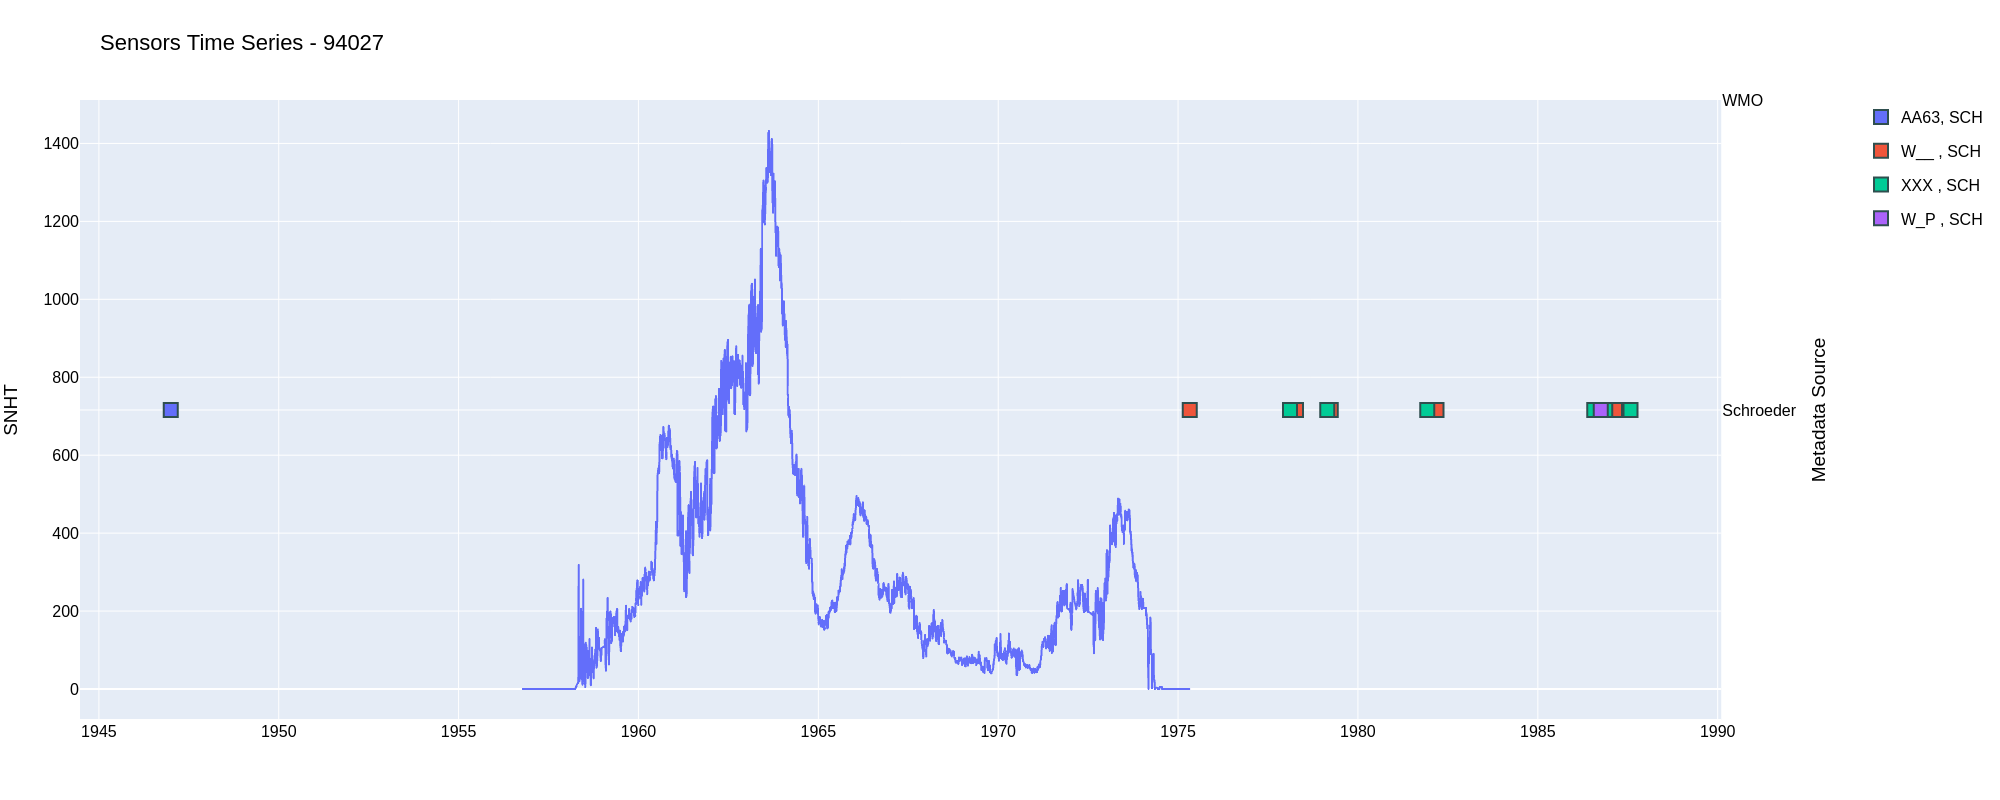 Sensors Time Series - 94027
WMO
1400
1200
1000
800
600
400
200
0
SNHT
Schroeder
Metadata Source
1945 1950 1955 1960 1965 1970 1975 1980 1985 1990
AA63, SCH
W__ , SCH
XXX , SCH
W_P , SCH